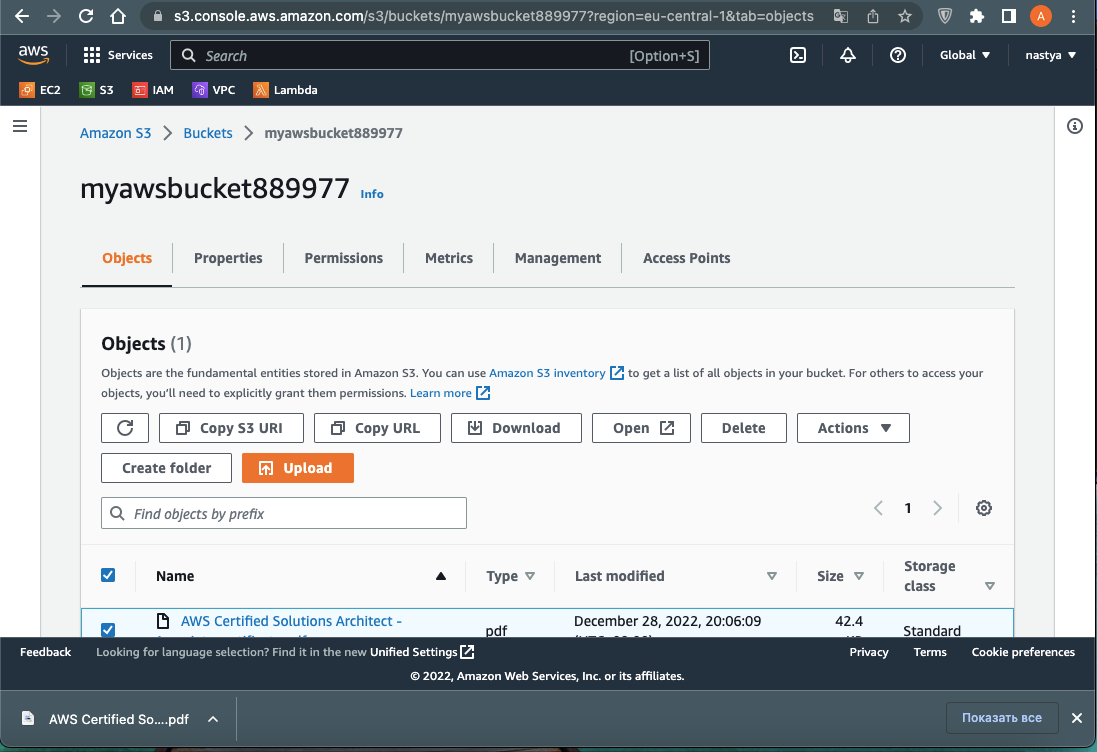 s3.console.aws.amazon.com/s3/buckets/myawsbucket889977?region=eu-central-1&tab=objects
A
aws
Services
Search
[Option+S]
Global
nastya
EC2
S3
IAM
VPC
Lambda
Amazon S3
Buckets
myawsbucket889977
myawsbucket889977 Info
Objects
Properties
Permissions
Metrics
Management
Access Points
Objects (1)
Objects are the fundamental entities stored in Amazon S3. You can use Amazon S3 inventory to get a list of all objects in your bucket. For others to access your
objects, you'll need to explicitly grant them permissions. Learn more
Copy S3 URI
Copy URL
Download
Open
Delete
Actions
Create folder
Upload
Find objects by prefix
1
Name
Type
Last modified
Size
Storage
class
AWS Certified Solutions Architect -
pdf
December 28, 2022, 20:06:09
42.4
Standard
Feedback
Looking for language selection? Find it in the new Unified Settings
Privacy
Terms
Cookie preferences
© 2022, Amazon Web Services, Inc. or its affiliates.
AWS Certified So....pdf
Показать все